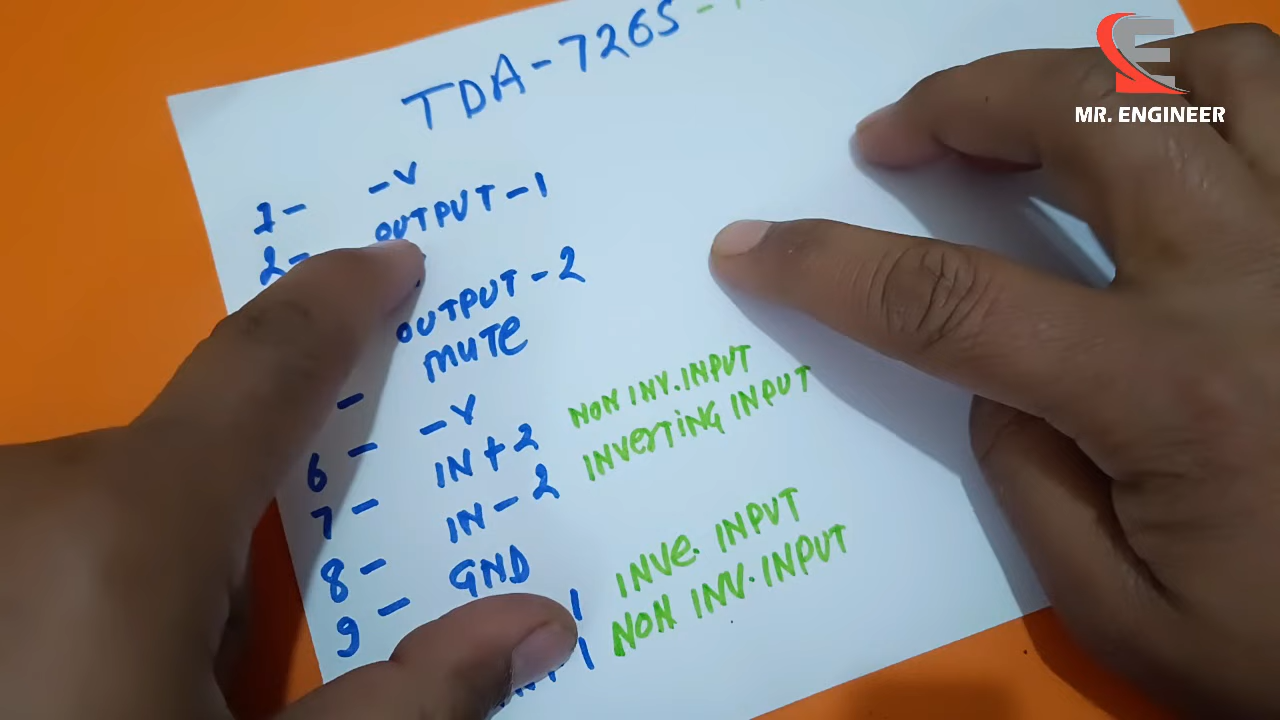 MR. ENGINEER
TDA-7265-
1- -V
2- OUTPUT-1
OUTPUT-2
- MUTE
6- -V
7- IN+2 NON INV.INPUT
8- IN-2 INVERTING INPUT
9- GND
1 INVE. INPUT
1 NON INV.INPUT